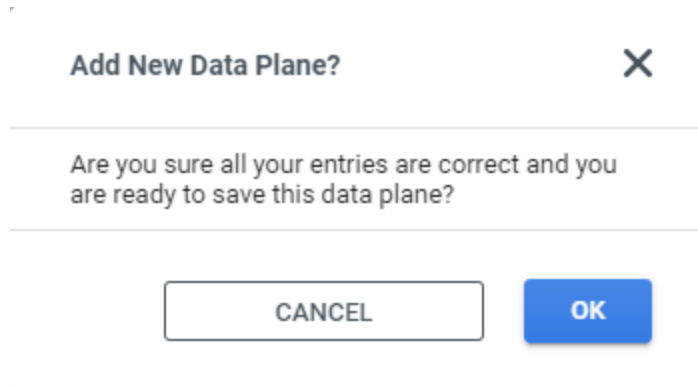 Add New Data Plane?
Are you sure all your entries are correct and you
are ready to save this data plane?
CANCEL
OK